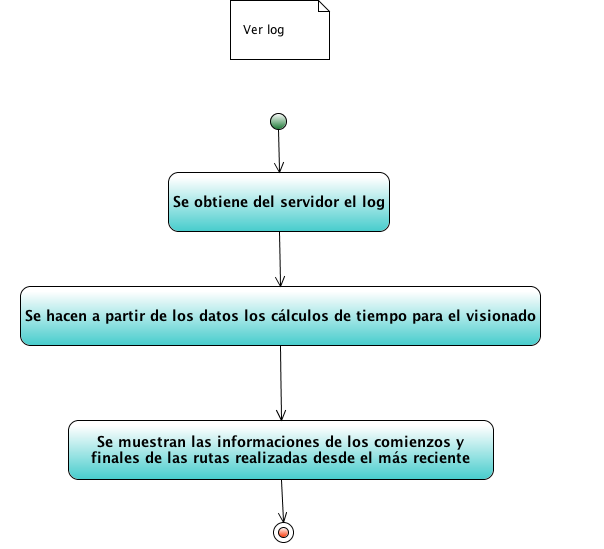 Ver log
Se obtiene del servidor el log
Se hacen a partir de los datos los cálculos de tiempo para el visionado
Se muestran las informaciones de los comienzos y
finales de las rutas realizadas desde el más reciente